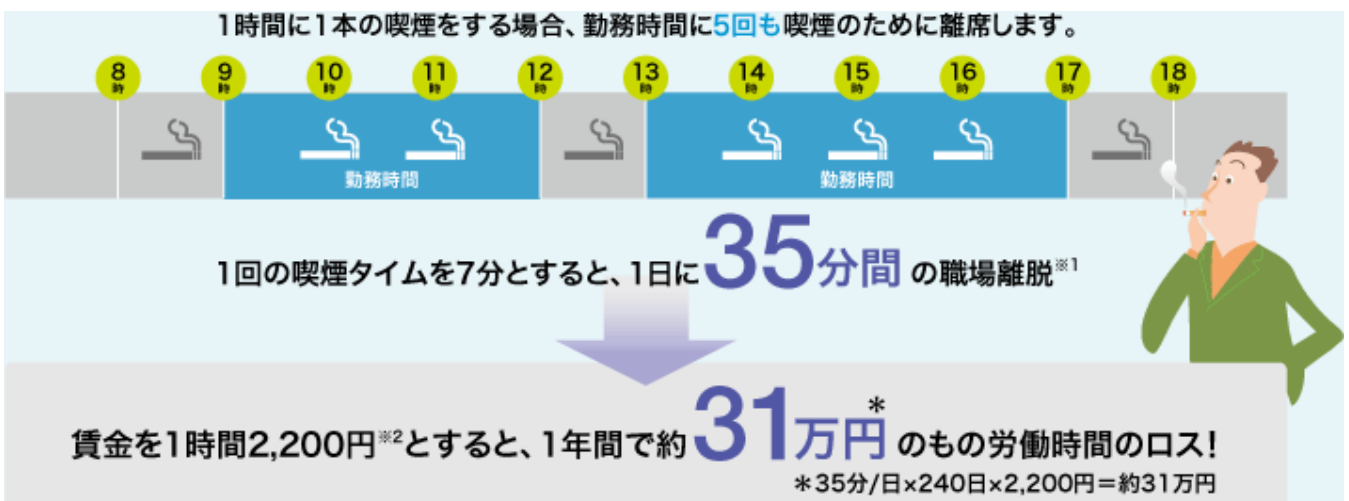 1時間に1本の喫煙をする場合、勤務時間に5回も喫煙のために離席します。
8時 9時 10時 11時 12時 13時 14時 15時 16時 17時 18時
勤務時間 勤務時間
1回の喫煙タイムを7分とすると、1日に35分間の職場離脱※1
賃金を1時間2,200円※2とすると、1年間で約31万円*のもの労働時間のロス!
*35分/日×240日×2,200円=約31万円